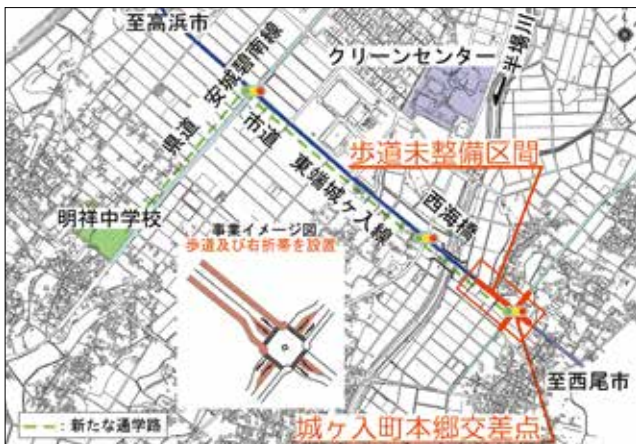 至高浜市
県道 安城碧南線
クリーンセンター
半場川
市道 東端城ヶ入線
歩道未整備区間
西海橋
明祥中学校
事業イメージ図
歩道及び右折帯を設置
至西尾市
:新たな通学路
城ヶ入町本郷交差点